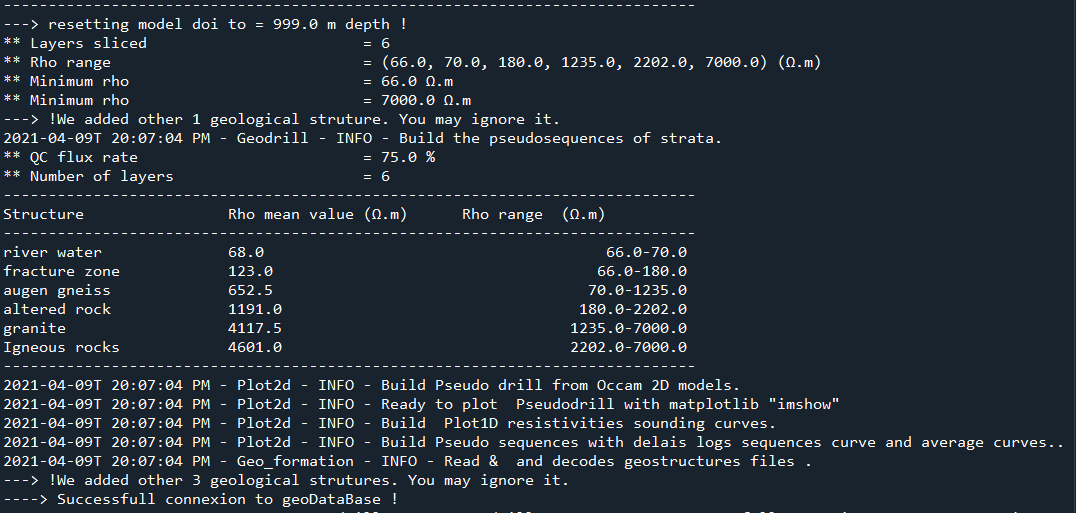 -----------------------------------------------------------------------------
---> resetting model doi to = 999.0 m depth !
** Layers sliced                        = 6
** Rho range                            = (66.0, 70.0, 180.0, 1235.0, 2202.0, 7000.0) (Ω.m)
** Minimum rho                          = 66.0 Ω.m
** Minimum rho                          = 7000.0 Ω.m
---> !We added other 1 geological struture. You may ignore it.
2021-04-09T 20:07:04 PM - Geodrill - INFO - Build the pseudosequences of strata.
** QC flux rate                         = 75.0 %
** Number of layers                     = 6
-----------------------------------------------------------------------------
Structure                Rho mean value (Ω.m)      Rho range  (Ω.m)
-----------------------------------------------------------------------------
river water              68.0                                      66.0-70.0
fracture zone            123.0                                    66.0-180.0
augen gneiss             652.5                                   70.0-1235.0
altered rock             1191.0                                 180.0-2202.0
granite                  4117.5                                1235.0-7000.0
Igneous rocks            4601.0                                2202.0-7000.0
-----------------------------------------------------------------------------
2021-04-09T 20:07:04 PM - Plot2d - INFO - Build Pseudo drill from Occam 2D models.
2021-04-09T 20:07:04 PM - Plot2d - INFO - Ready to plot  Pseudodrill with matplotlib "imshow"
2021-04-09T 20:07:04 PM - Plot2d - INFO - Build  Plot1D resistivities sounding curves.
2021-04-09T 20:07:04 PM - Plot2d - INFO - Build Pseudo sequences with delais logs sequences curve and average curves..
2021-04-09T 20:07:04 PM - Geo_formation - INFO - Read &  and decodes geostructures files .
---> !We added other 3 geological strutures. You may ignore it.
----> Successfull connexion to geoDataBase !